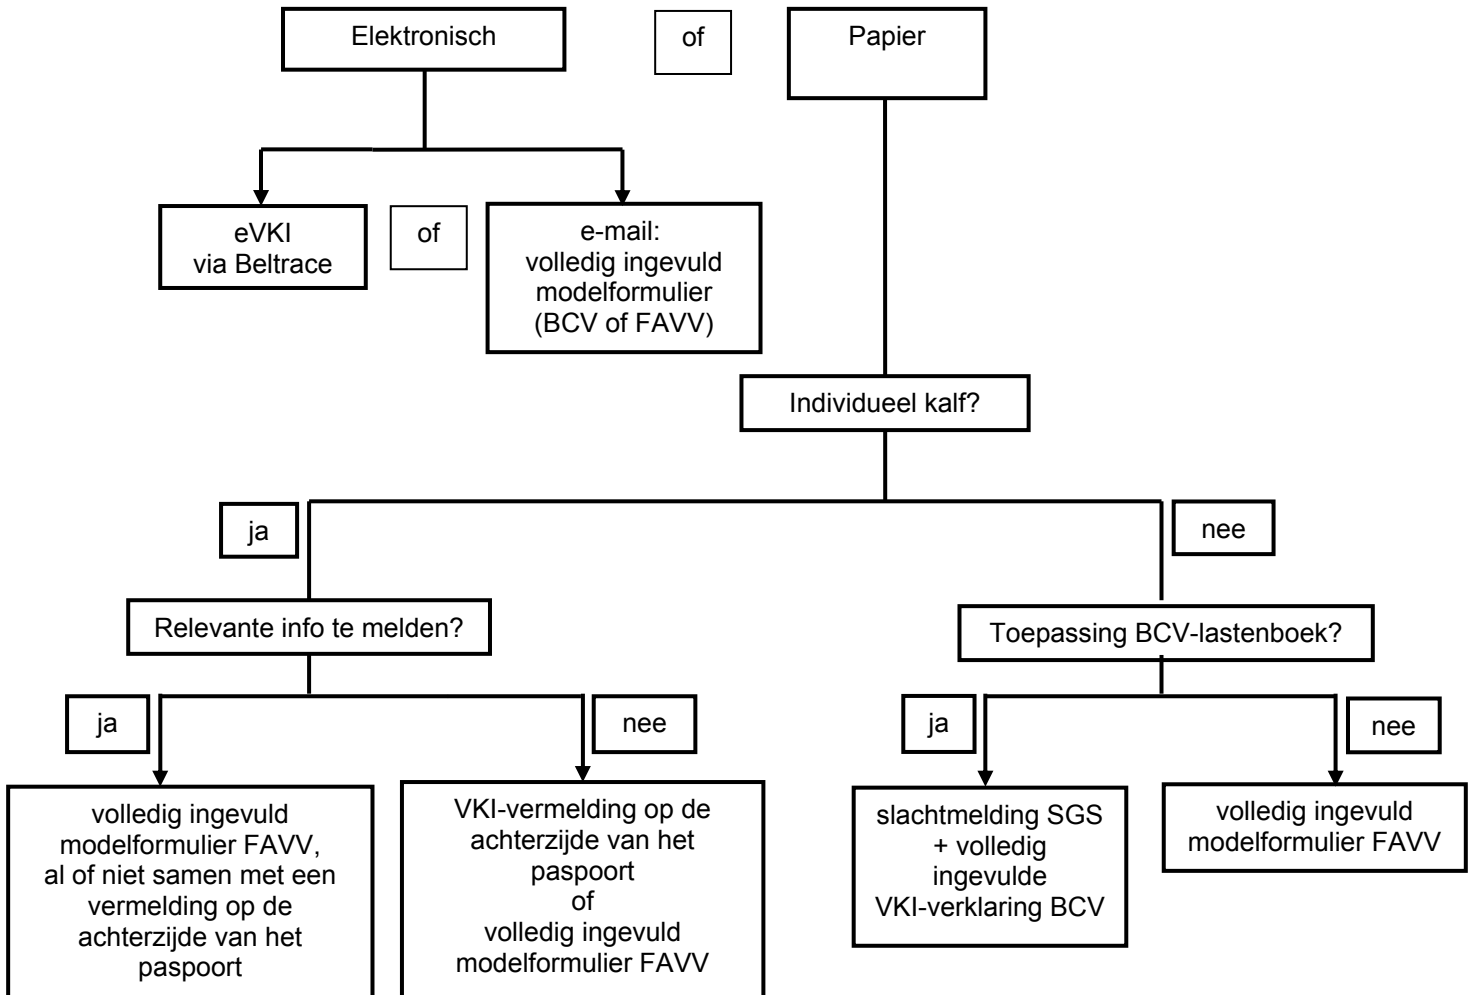 Elektronisch
of
Papier
eVKI
via Beltrace
of
e-mail:
volledig ingevuld
modelformulier
(BCV of FAVV)
Individueel kalf?
ja
nee
Relevante info te melden?
Toepassing BCV-lastenboek?
ja
nee
ja
nee
volledig ingevuld
modelformulier FAVV,
al of niet samen met een
vermelding op de
achterzijde van het
paspoort
VKI-vermelding op de
achterzijde van het
paspoort
of
volledig ingevuld
modelformulier FAVV
slachtmelding SGS
+ volledig
ingevulde
VKI-verklaring BCV
volledig ingevuld
modelformulier FAVV